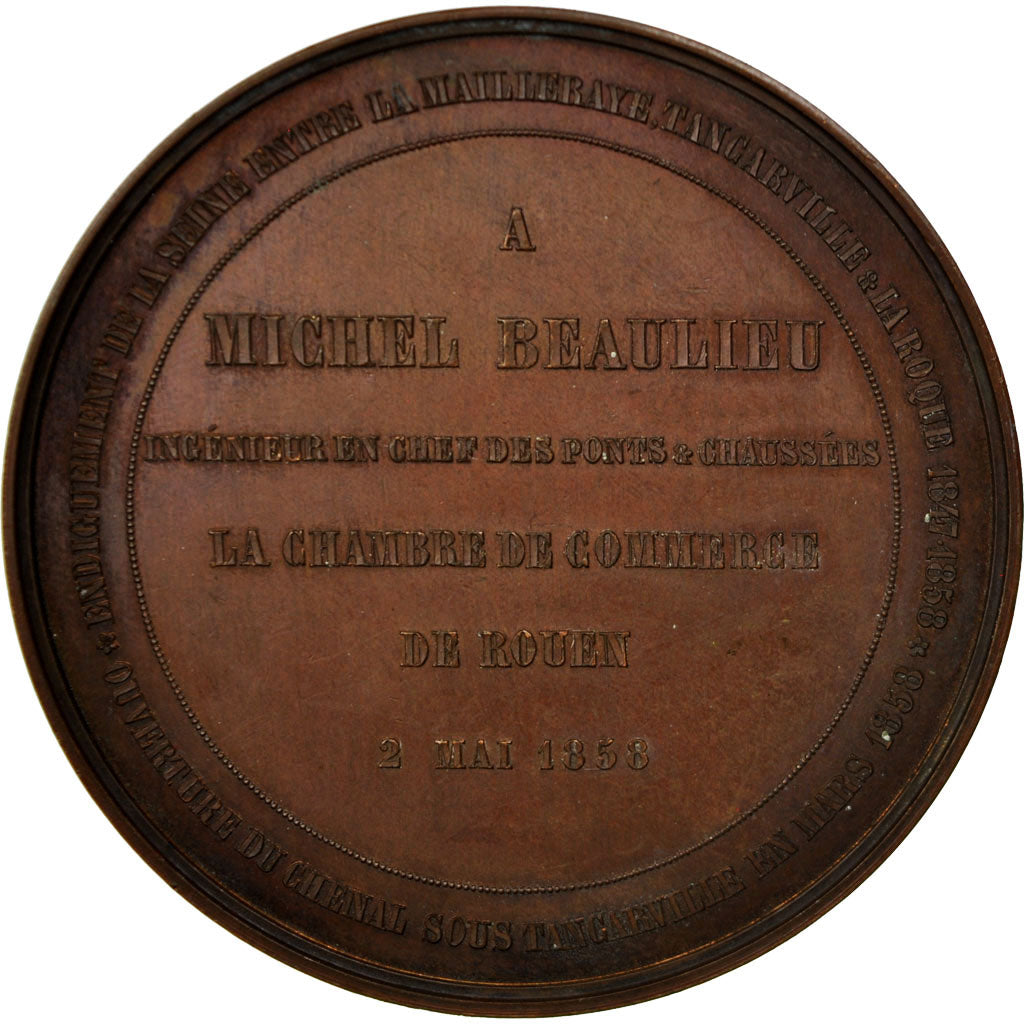 ENDIGUEMENT DE LA SEINE ENTRE LA MAILLERAYE, TANCARVILLE & LA ROQUE 1847-1858
OUVERTURE DU CHENAL SOUS TANCARVILLE EN MARS 1858
A
MICHEL BEAULIEU
INGÉNIEUR EN CHEF DES PONTS & CHAUSSÉES
LA CHAMBRE DE COMMERCE
DE ROUEN
2 MAI 1858